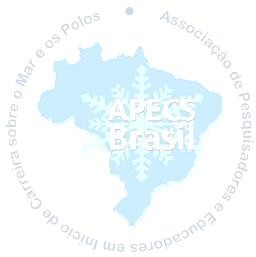 Associação de Pesquisadores e Educadores em Início de Carreira sobre o Mar e os Polos
APECS
Brasil